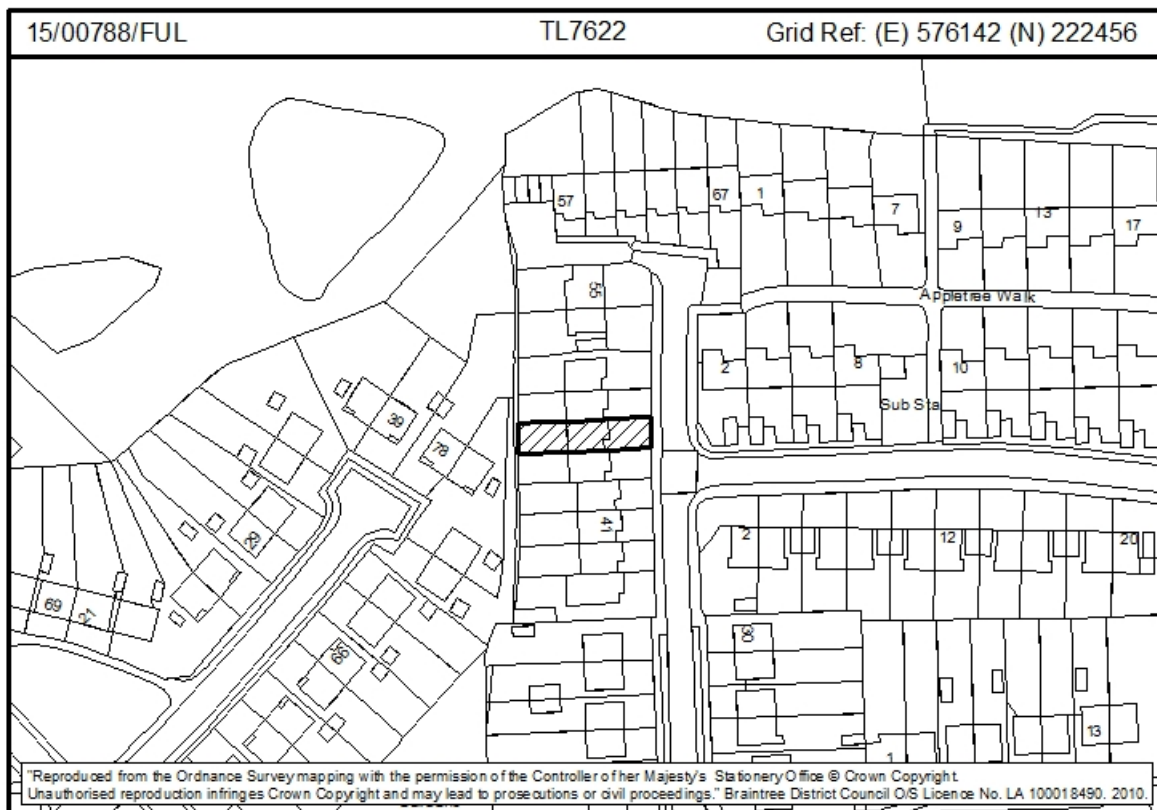 15/00788/FUL TL7622 Grid Ref: (E) 576142 (N) 222456
57 67 1 7 9 13 17
55
Appletree Walk
2 8 10
Sub Sta
39
78
41
29
2 12 20
69 21
66
30
13
1
"Reproduced from the Ordnance Survey mapping with the permission of the Controller of her Majesty's Stationery Office © Crown Copyright.
Unauthorised reproduction infringes Crown Copyright and may lead to prosecutions or civil proceedings." Braintree District Council O/S Licence No. LA 100018490. 2010.